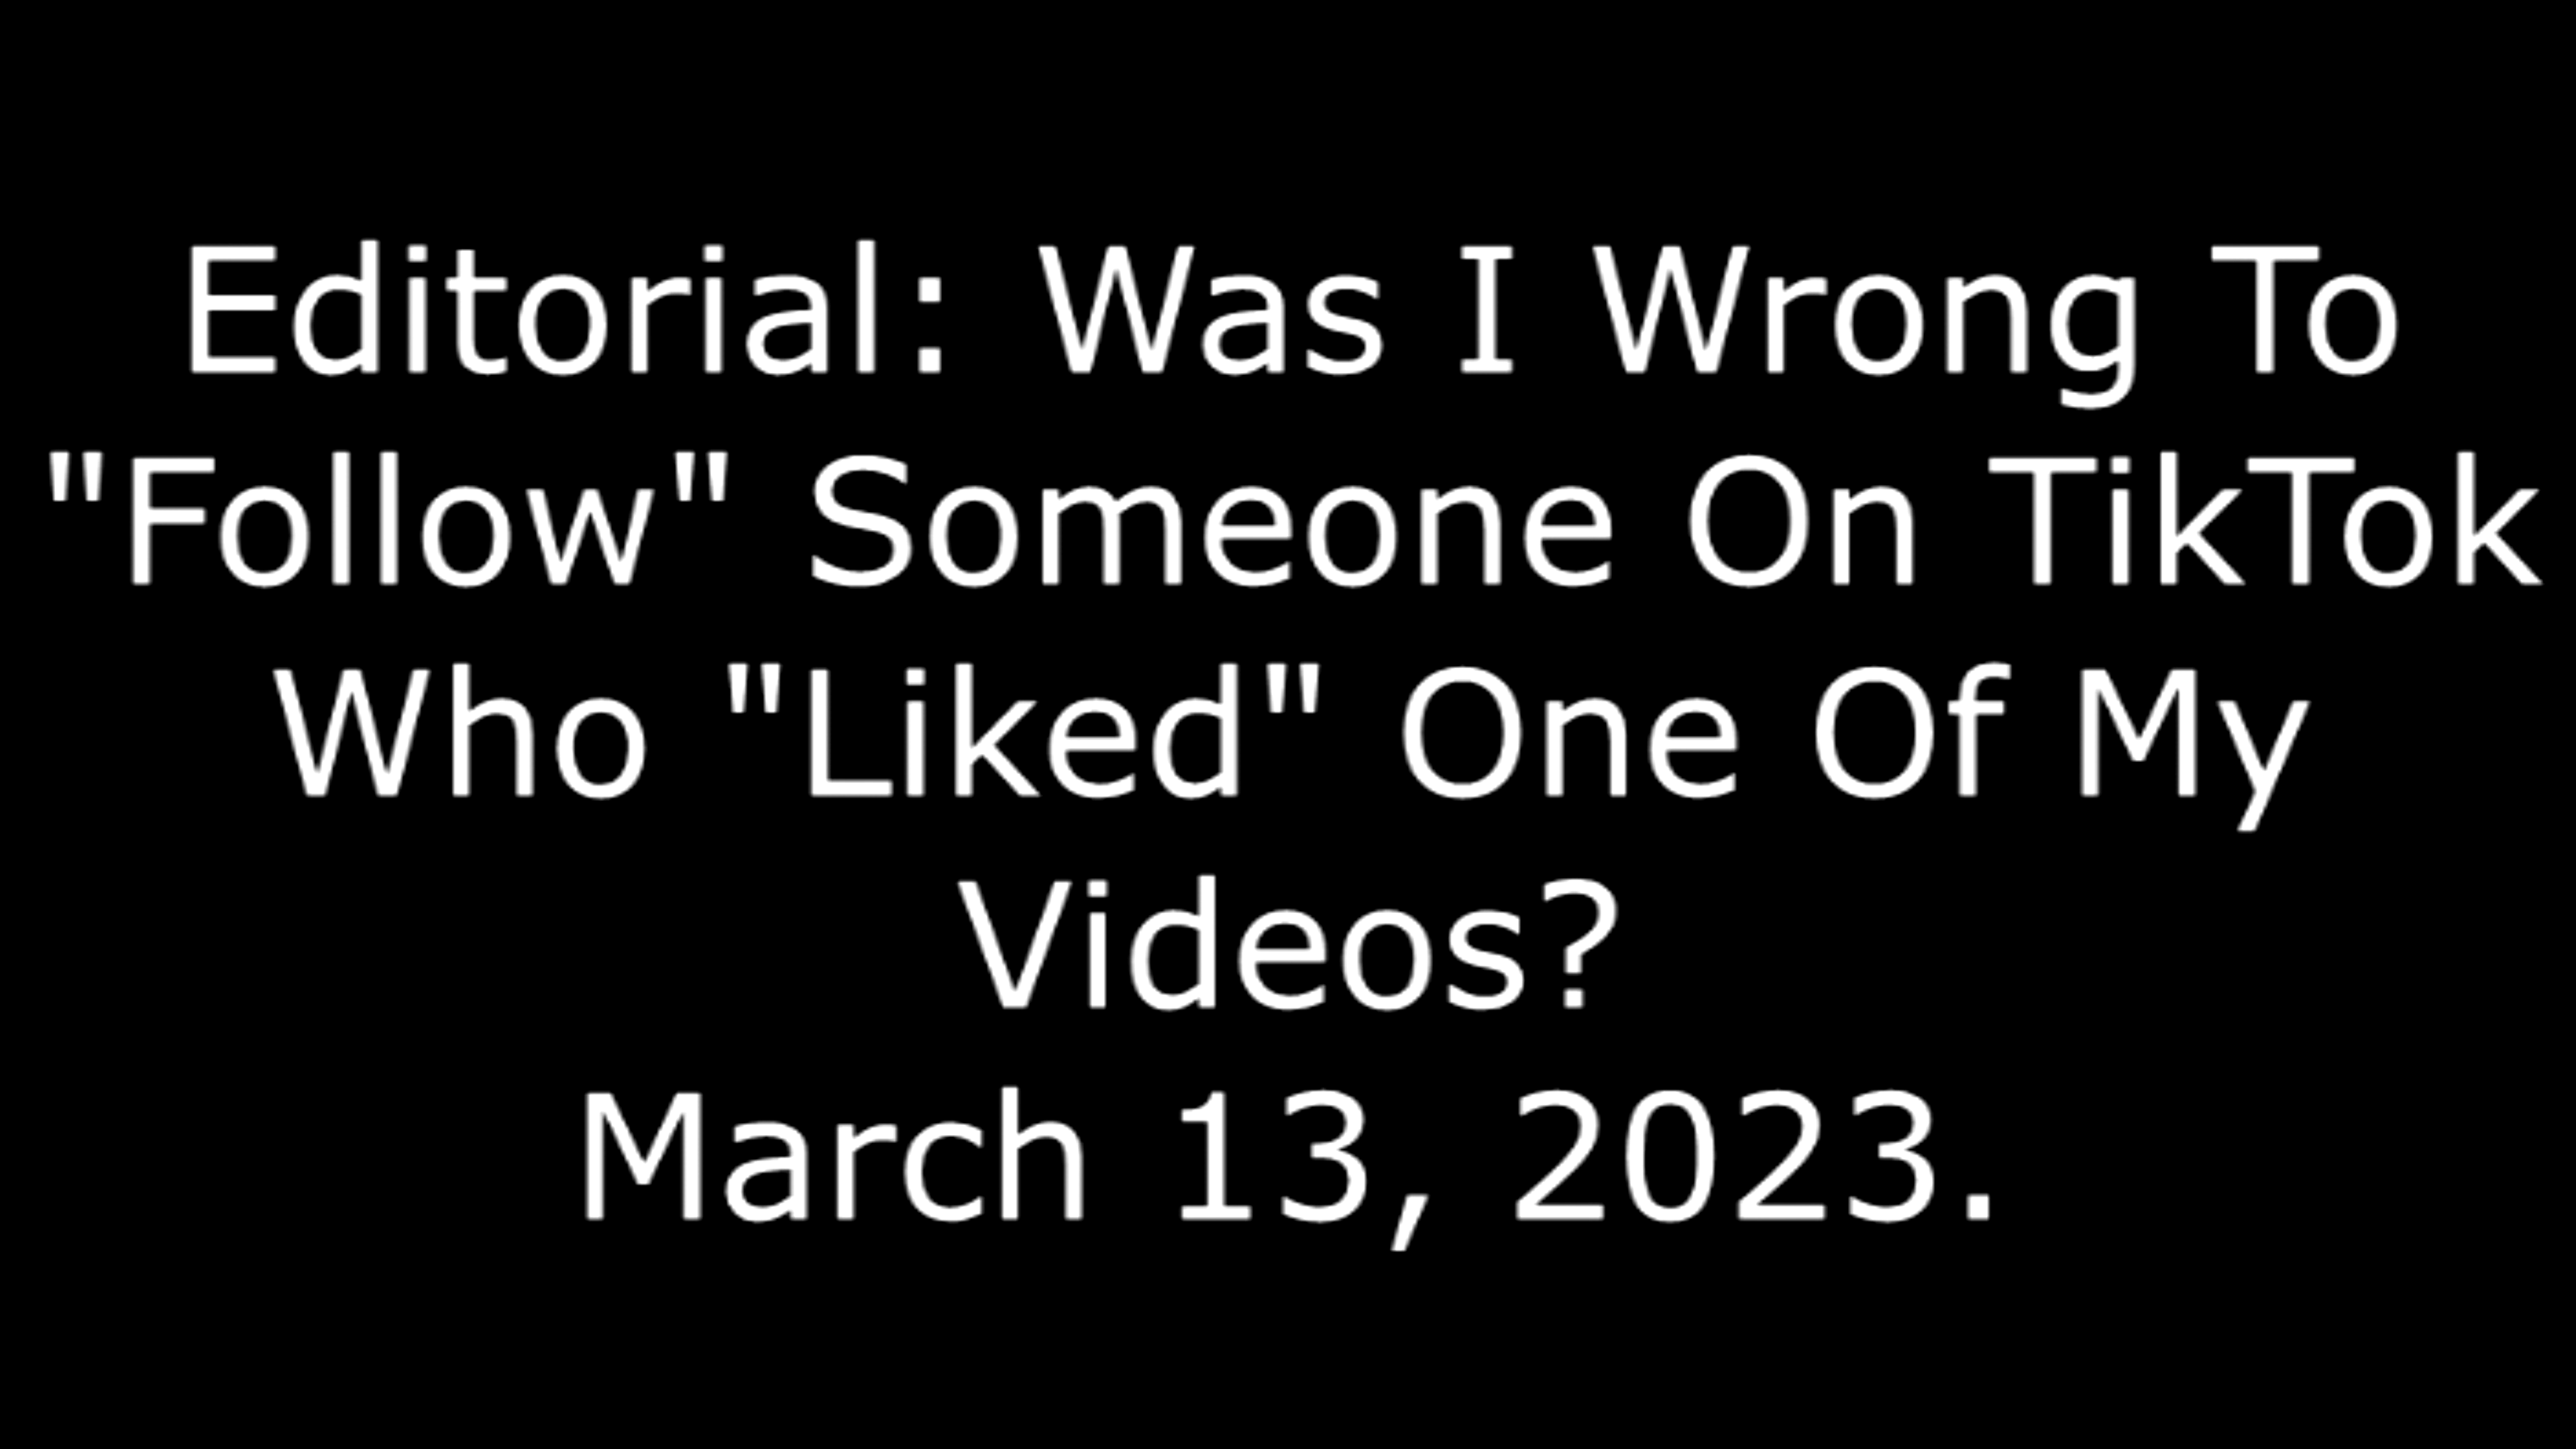 Editorial: Was I Wrong To
"Follow" Someone On TikTok
Who "Liked" One Of My
Videos?
March 13, 2023.